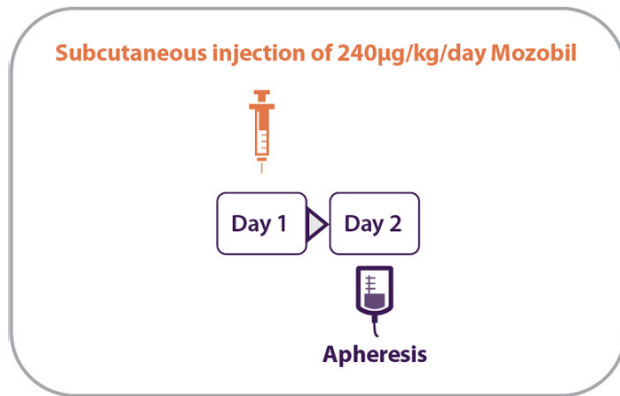 Subcutaneous injection of 240µg/kg/day Mozobil
Day 1
Day 2
Apheresis